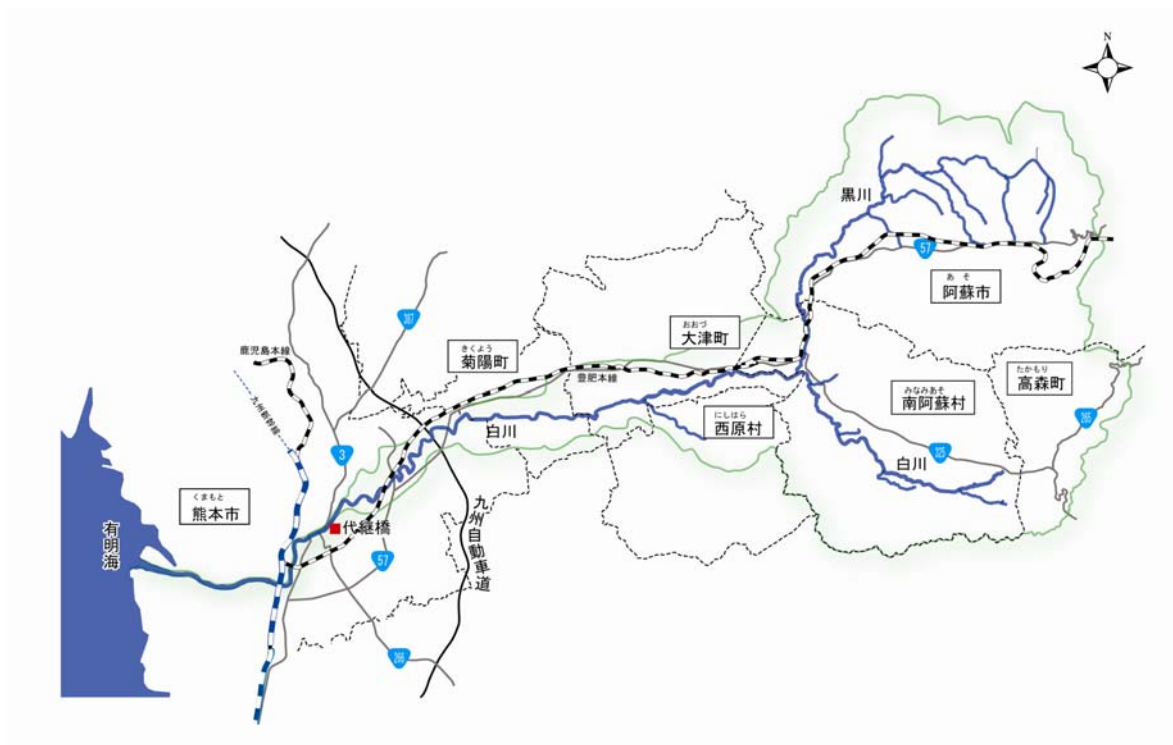 N
黒川
57
あそ
阿蘇市
387
おおづ
大津町
きくよう
菊陽町
鹿児島本線
豊肥本線
たかもり
高森町
みなみあそ
南阿蘇村
265
にしはら
西原村
九州新幹線
白川
3
325
白川
くまもと
熊本市
有明海
代継橋
九州自動車道
57
266